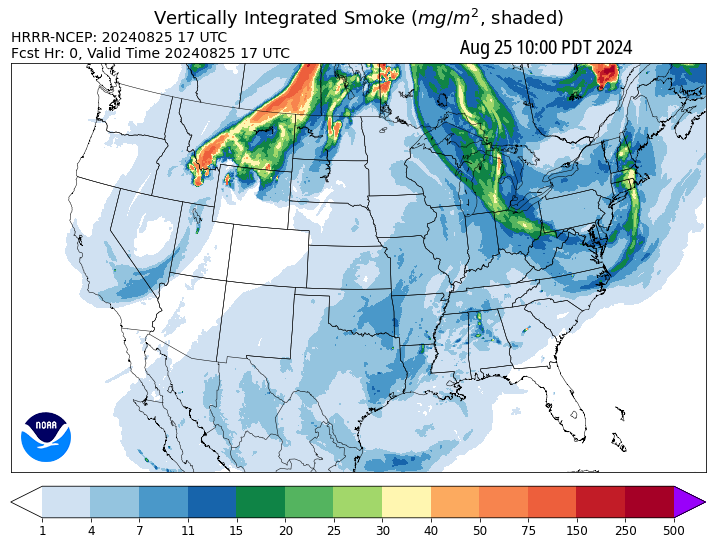 Vertically Integrated Smoke (mg/m², shaded)
HRRR-NCEP: 20240825 17 UTC
Fcst Hr: 0, Valid Time 20240825 17 UTC
Aug 25 10:00 PDT 2024
NOAA
1 4 7 11 15 20 25 30 40 50 75 150 250 500